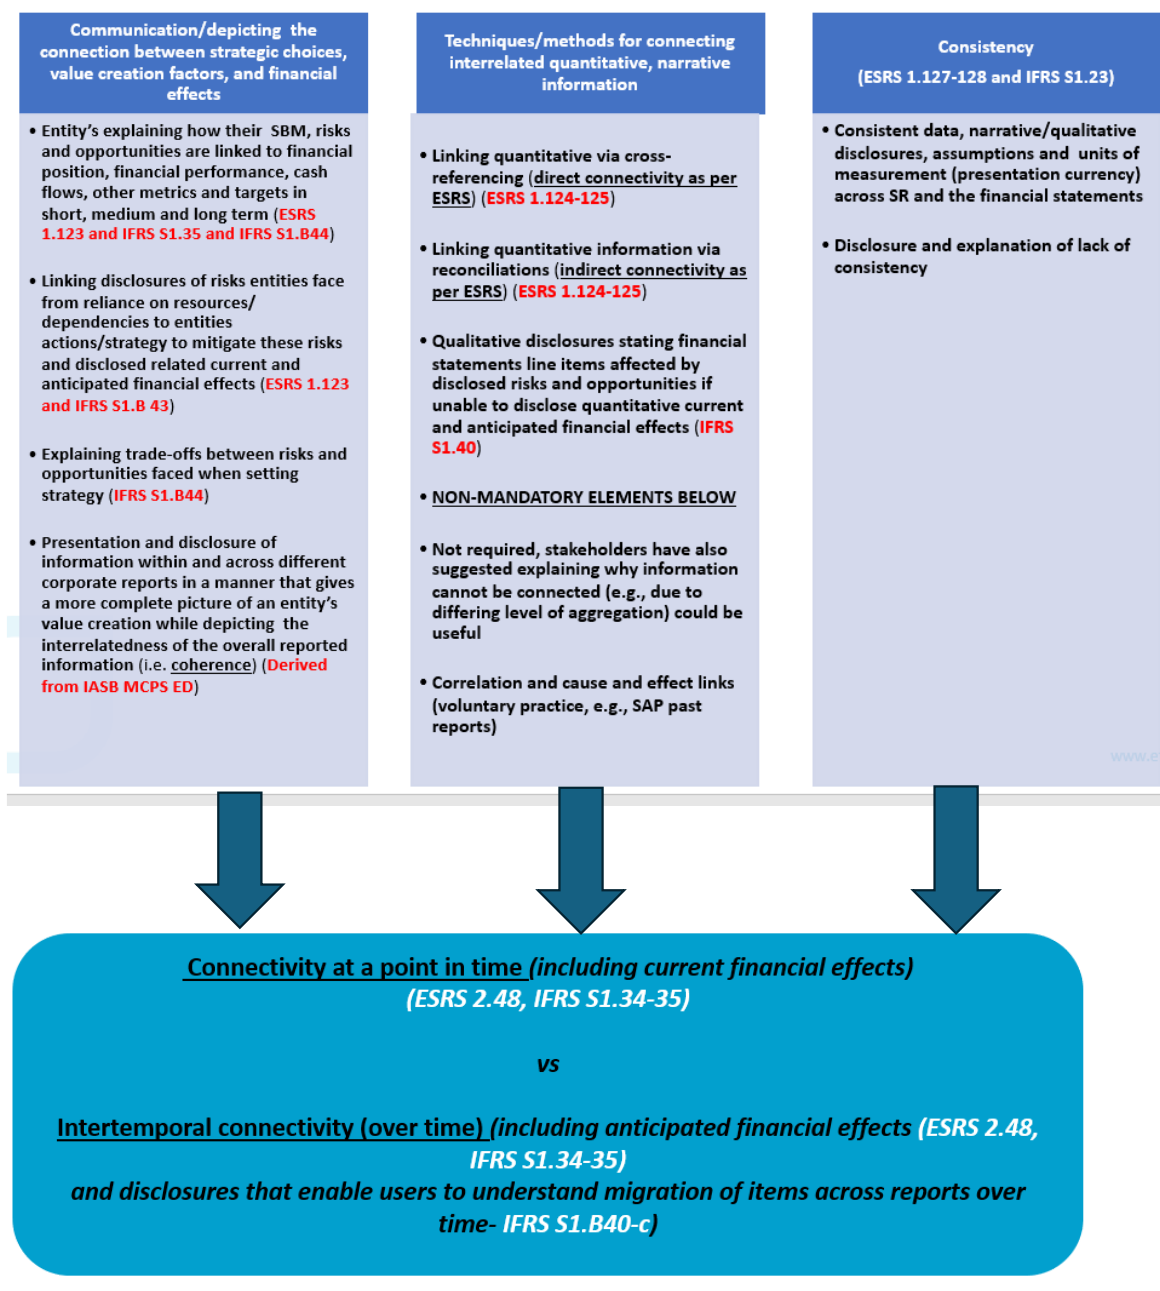 Communication/depicting the
connection between strategic choices,
value creation factors, and financial
effects
• Entity's explaining how their SBM, risks
and opportunities are linked to financial
position, financial performance, cash
flows, other metrics and targets in
short, medium and long term (ESRS
1.123 and IFRS S1.35 and IFRS S1.B44)
• Linking disclosures of risks entities face
from reliance on resources/
dependencies to entities
actions/strategy to mitigate these risks
and disclosed related current and
anticipated financial effects (ESRS 1.123
and IFRS S1.B 43)
• Explaining trade-offs between risks and
opportunities faced when setting
strategy (IFRS S1.B44)
• Presentation and disclosure of
information within and across different
corporate reports in a manner that gives
a more complete picture of an entity's
value creation while depicting the
interrelatedness of the overall reported
information (i.e. coherence) (Derived
from IASB MCPS ED)
Techniques/methods for connecting
interrelated quantitative, narrative
information
• Linking quantitative via cross-
referencing (direct connectivity as per
ESRS) (ESRS 1.124-125)
• Linking quantitative information via
reconciliations (indirect connectivity as
per ESRS) (ESRS 1.124-125)
• Qualitative disclosures stating financial
statements line items affected by
disclosed risks and opportunities if
unable to disclose quantitative current
and anticipated financial effects (IFRS
S1.40)
• NON-MANDATORY ELEMENTS BELOW
• Not required, stakeholders have also
suggested explaining why information
cannot be connected (e.g., due to
differing level of aggregation) could be
useful
• Correlation and cause and effect links
(voluntary practice, e.g., SAP past
reports)
Consistency
(ESRS 1.127-128 and IFRS S1.23)
• Consistent data, narrative/qualitative
disclosures, assumptions and units of
measurement (presentation currency)
across SR and the financial statements
• Disclosure and explanation of lack of
consistency
www.e
Connectivity at a point in time (including current financial effects)
(ESRS 2.48, IFRS S1.34-35)
vs
Intertemporal connectivity (over time) (including anticipated financial effects (ESRS 2.48,
IFRS S1.34-35)
and disclosures that enable users to understand migration of items across reports over
time- IFRS S1.B40-c)